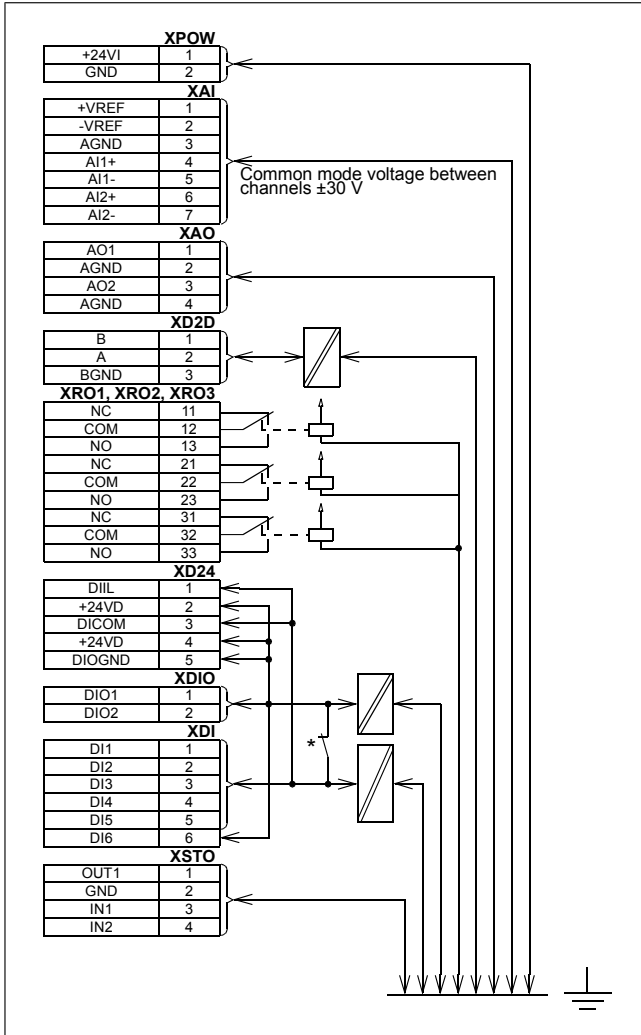 XPOW
+24VI 1
GND 2
XAI
+VREF 1
-VREF 2
AGND 3
AI1+ 4
AI1- 5
AI2+ 6
AI2- 7
Common mode voltage between
channels ±30 V
XAO
AO1 1
AGND 2
AO2 3
AGND 4
XD2D
B 1
A 2
BGND 3
XRO1, XRO2, XRO3
NC 11
COM 12
NO 13
NC 21
COM 22
NO 23
NC 31
COM 32
NO 33
XD24
DIIL 1
+24VD 2
DICOM 3
+24VD 4
DIOGND 5
XDIO
DIO1 1
DIO2 2
XDI
DI1 1
DI2 2
DI3 3
DI4 4
DI5 5
DI6 6
*
XSTO
OUT1 1
GND 2
IN1 3
IN2 4